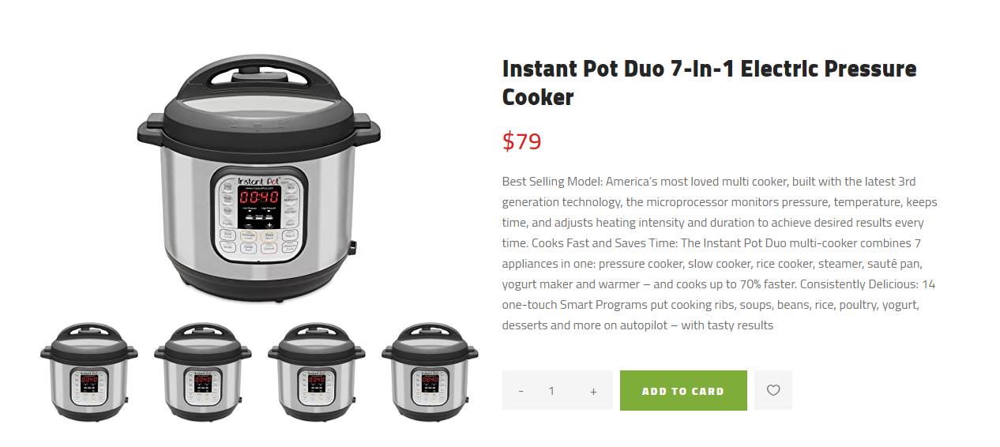 Instant Pot Duo 7-In-1 Electric Pressure
Cooker
$79
Best Selling Model: America's most loved multi cooker, built with the latest 3rd
generation technology, the microprocessor monitors pressure, temperature, keeps
time, and adjusts heating intensity and duration to achieve desired results every
time. Cooks Fast and Saves Time: The Instant Pot Duo multi-cooker combines 7
appliances in one: pressure cooker, slow cooker, rice cooker, steamer, sauté pan,
yogurt maker and warmer – and cooks up to 70% faster. Consistently Delicious: 14
one-touch Smart Programs put cooking ribs, soups, beans, rice, poultry, yogurt,
desserts and more on autopilot – with tasty results
- 1 +
ADD TO CARD
Instant Pot
00:40